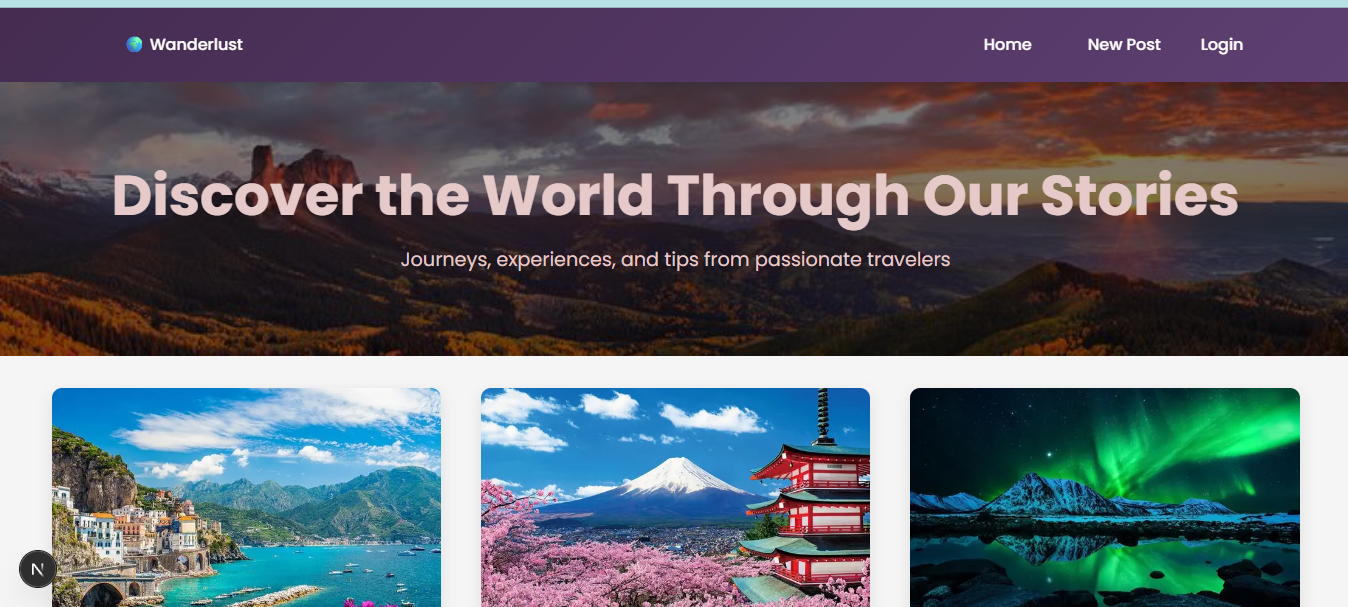 Wanderlust
Home New Post Login
Discover the World Through Our Stories
Journeys, experiences, and tips from passionate travelers
N